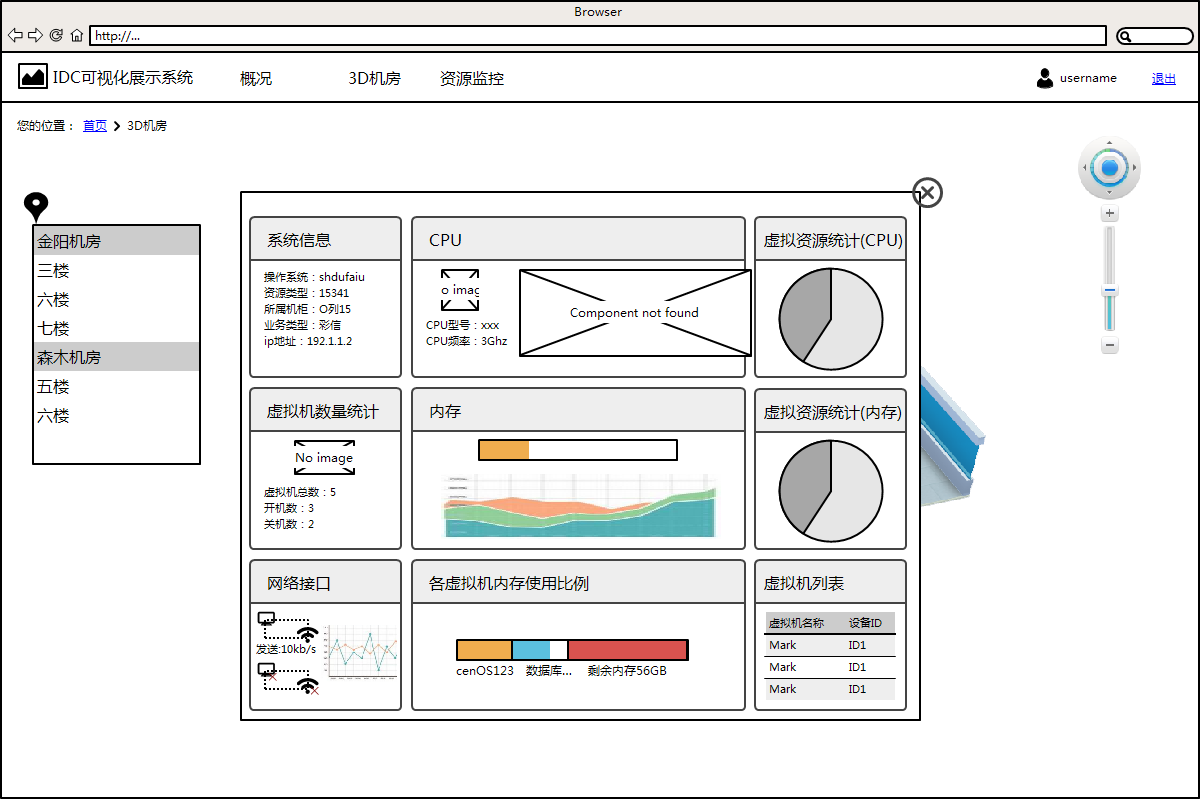 Browser
http://...
IDC可视化展示系统
概况
3D机房
资源监控
username
退出
您的位置： 首页 > 3D机房
金阳机房
三楼
六楼
七楼
森木机房
五楼
六楼
系统信息
操作系统：shdufaiu
资源类型：15341
所属机柜：O列15
业务类型：彩信
ip地址：192.1.1.2
CPU
o imag
CPU型号：xxx
CPU频率：3Ghz
Component not found
虚拟资源统计(CPU)
虚拟机数量统计
No image
虚拟机总数：5
开机数：3
关机数：2
内存
虚拟资源统计(内存)
网络接口
发送:10kb/s
各虚拟机内存使用比例
cenOS123 数据库... 剩余内存56GB
虚拟机列表
虚拟机名称 设备ID
Mark ID1
Mark ID1
Mark ID1